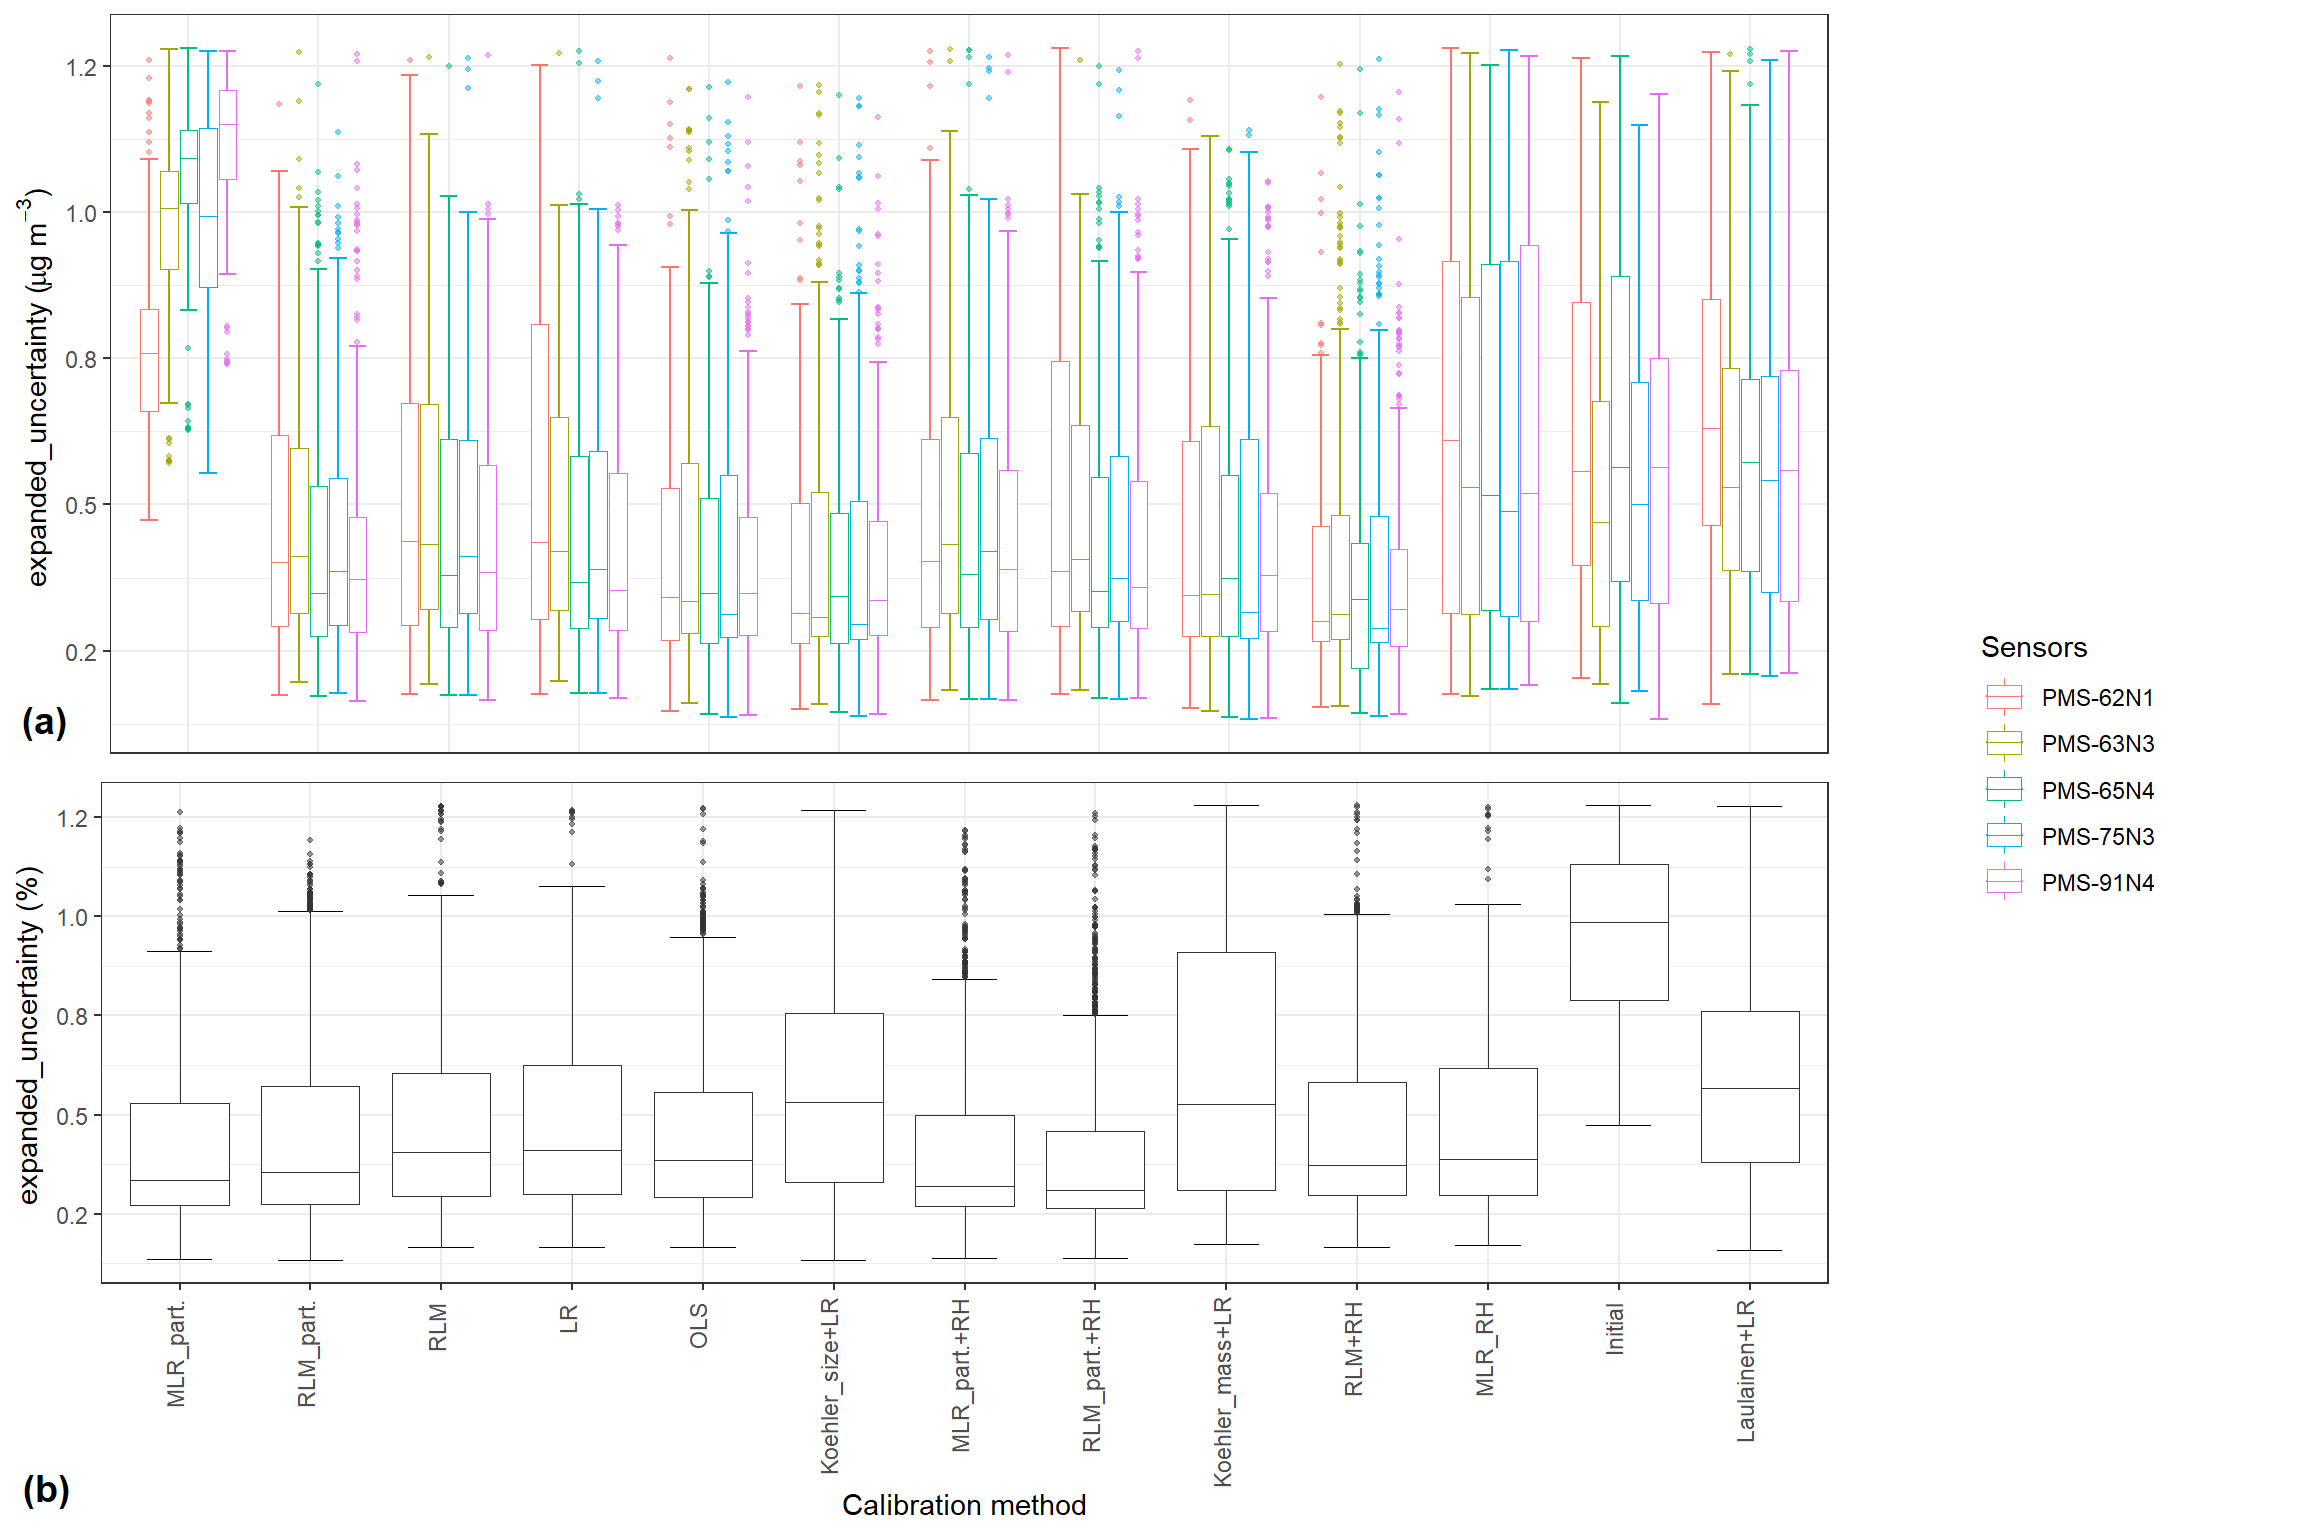 expanded_uncertainty (µg m⁻³)
1.2
1.0
0.8
0.5
0.2
(a)
expanded_uncertainty (%)
1.2
1.0
0.8
0.5
0.2
(b)
MLR_part.
RLM_part.
RLM
LR
OLS
Koehler_size+LR
MLR_part.+RH
RLM_part.+RH
Koehler_mass+LR
RLM+RH
MLR_RH
Initial
Laulainen+LR
Calibration method
Sensors
PMS-62N1
PMS-63N3
PMS-65N4
PMS-75N3
PMS-91N4